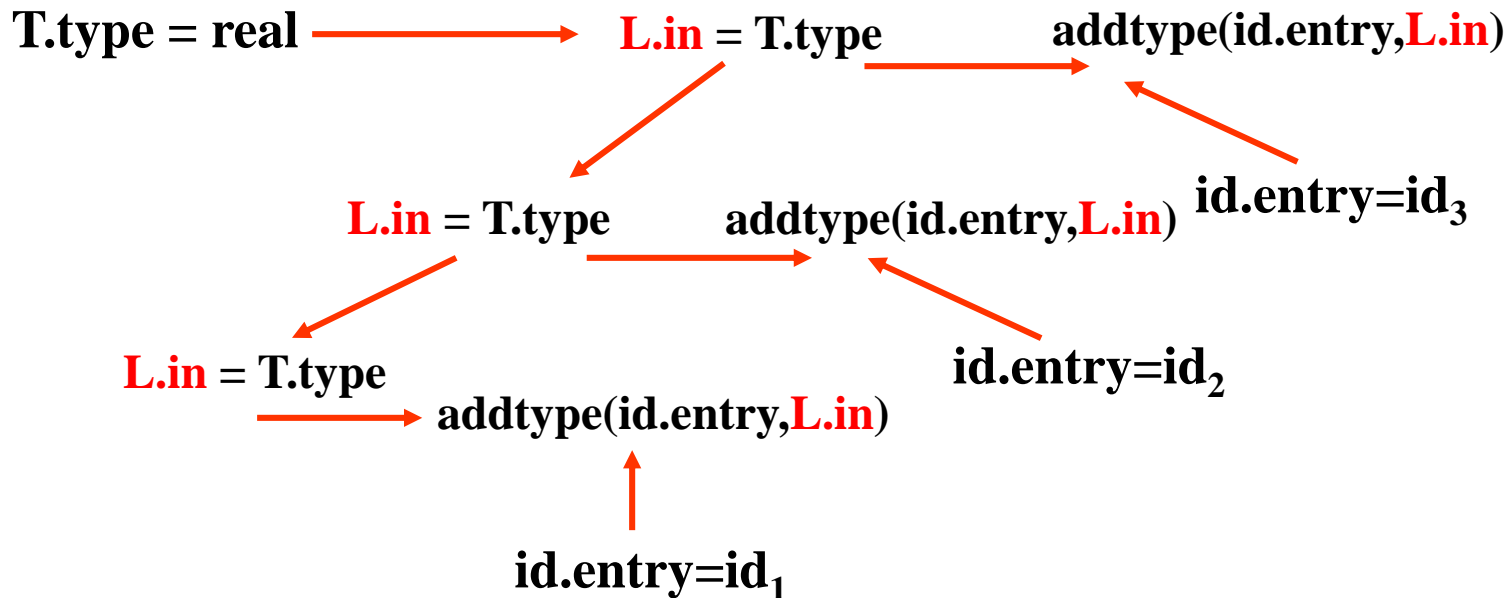 T.type = real
L.in = T.type
addtype(id.entry,L.in)
id.entry=id₃
L.in = T.type
addtype(id.entry,L.in)
id.entry=id₂
L.in = T.type
addtype(id.entry,L.in)
id.entry=id₁